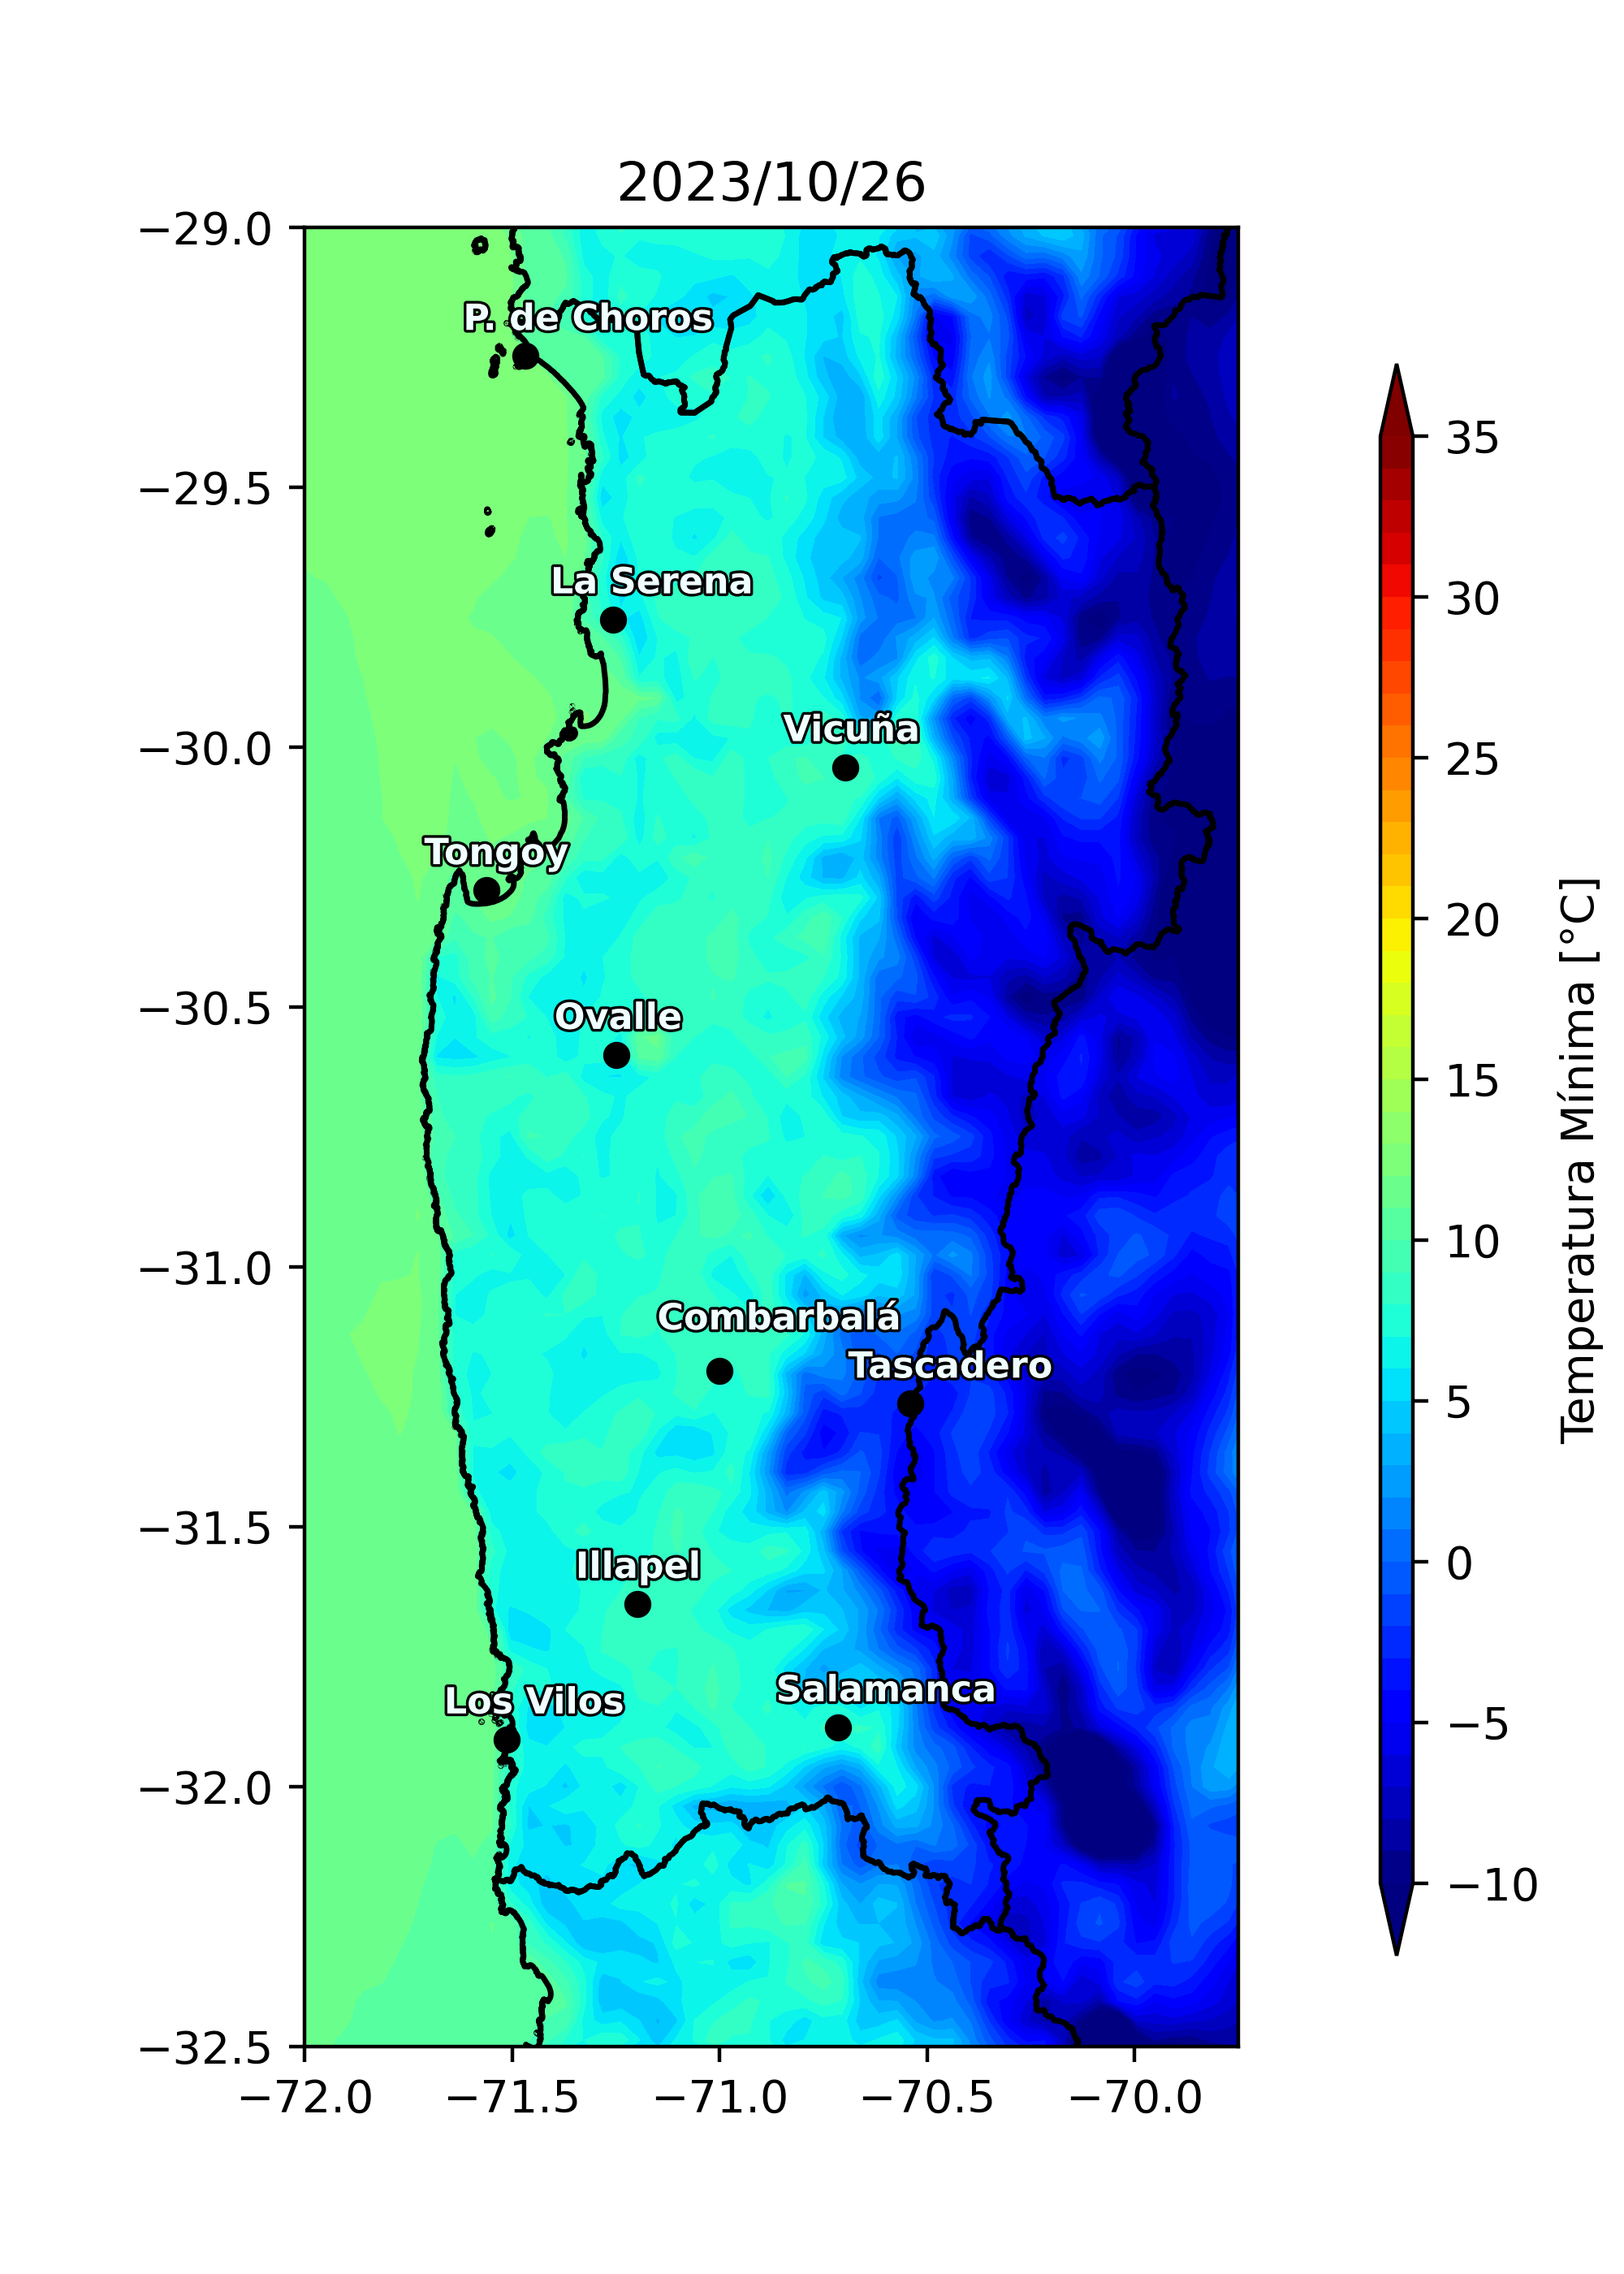 2023/10/26
−29.0
−29.5
−30.0
−30.5
−31.0
−31.5
−32.0
−32.5
−72.0
−71.5
−71.0
−70.5
−70.0
P. de Choros
La Serena
Vicuña
Tongoy
Ovalle
Combarbalá
Tascadero
Illapel
Salamanca
Los Vilos
35
30
25
20
15
10
5
0
−5
−10
Temperatura Mínima [°C]